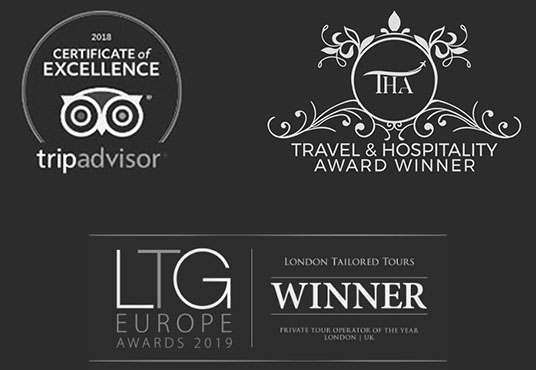 2018
CERTIFICATE of
EXCELLENCE
tripadvisor®
THA
TRAVEL & HOSPITALITY
AWARD WINNER
LTG
EUROPE
AWARDS 2019
LONDON TAILORED TOURS
WINNER
PRIVATE TOUR OPERATOR OF THE YEAR
LONDON | UK